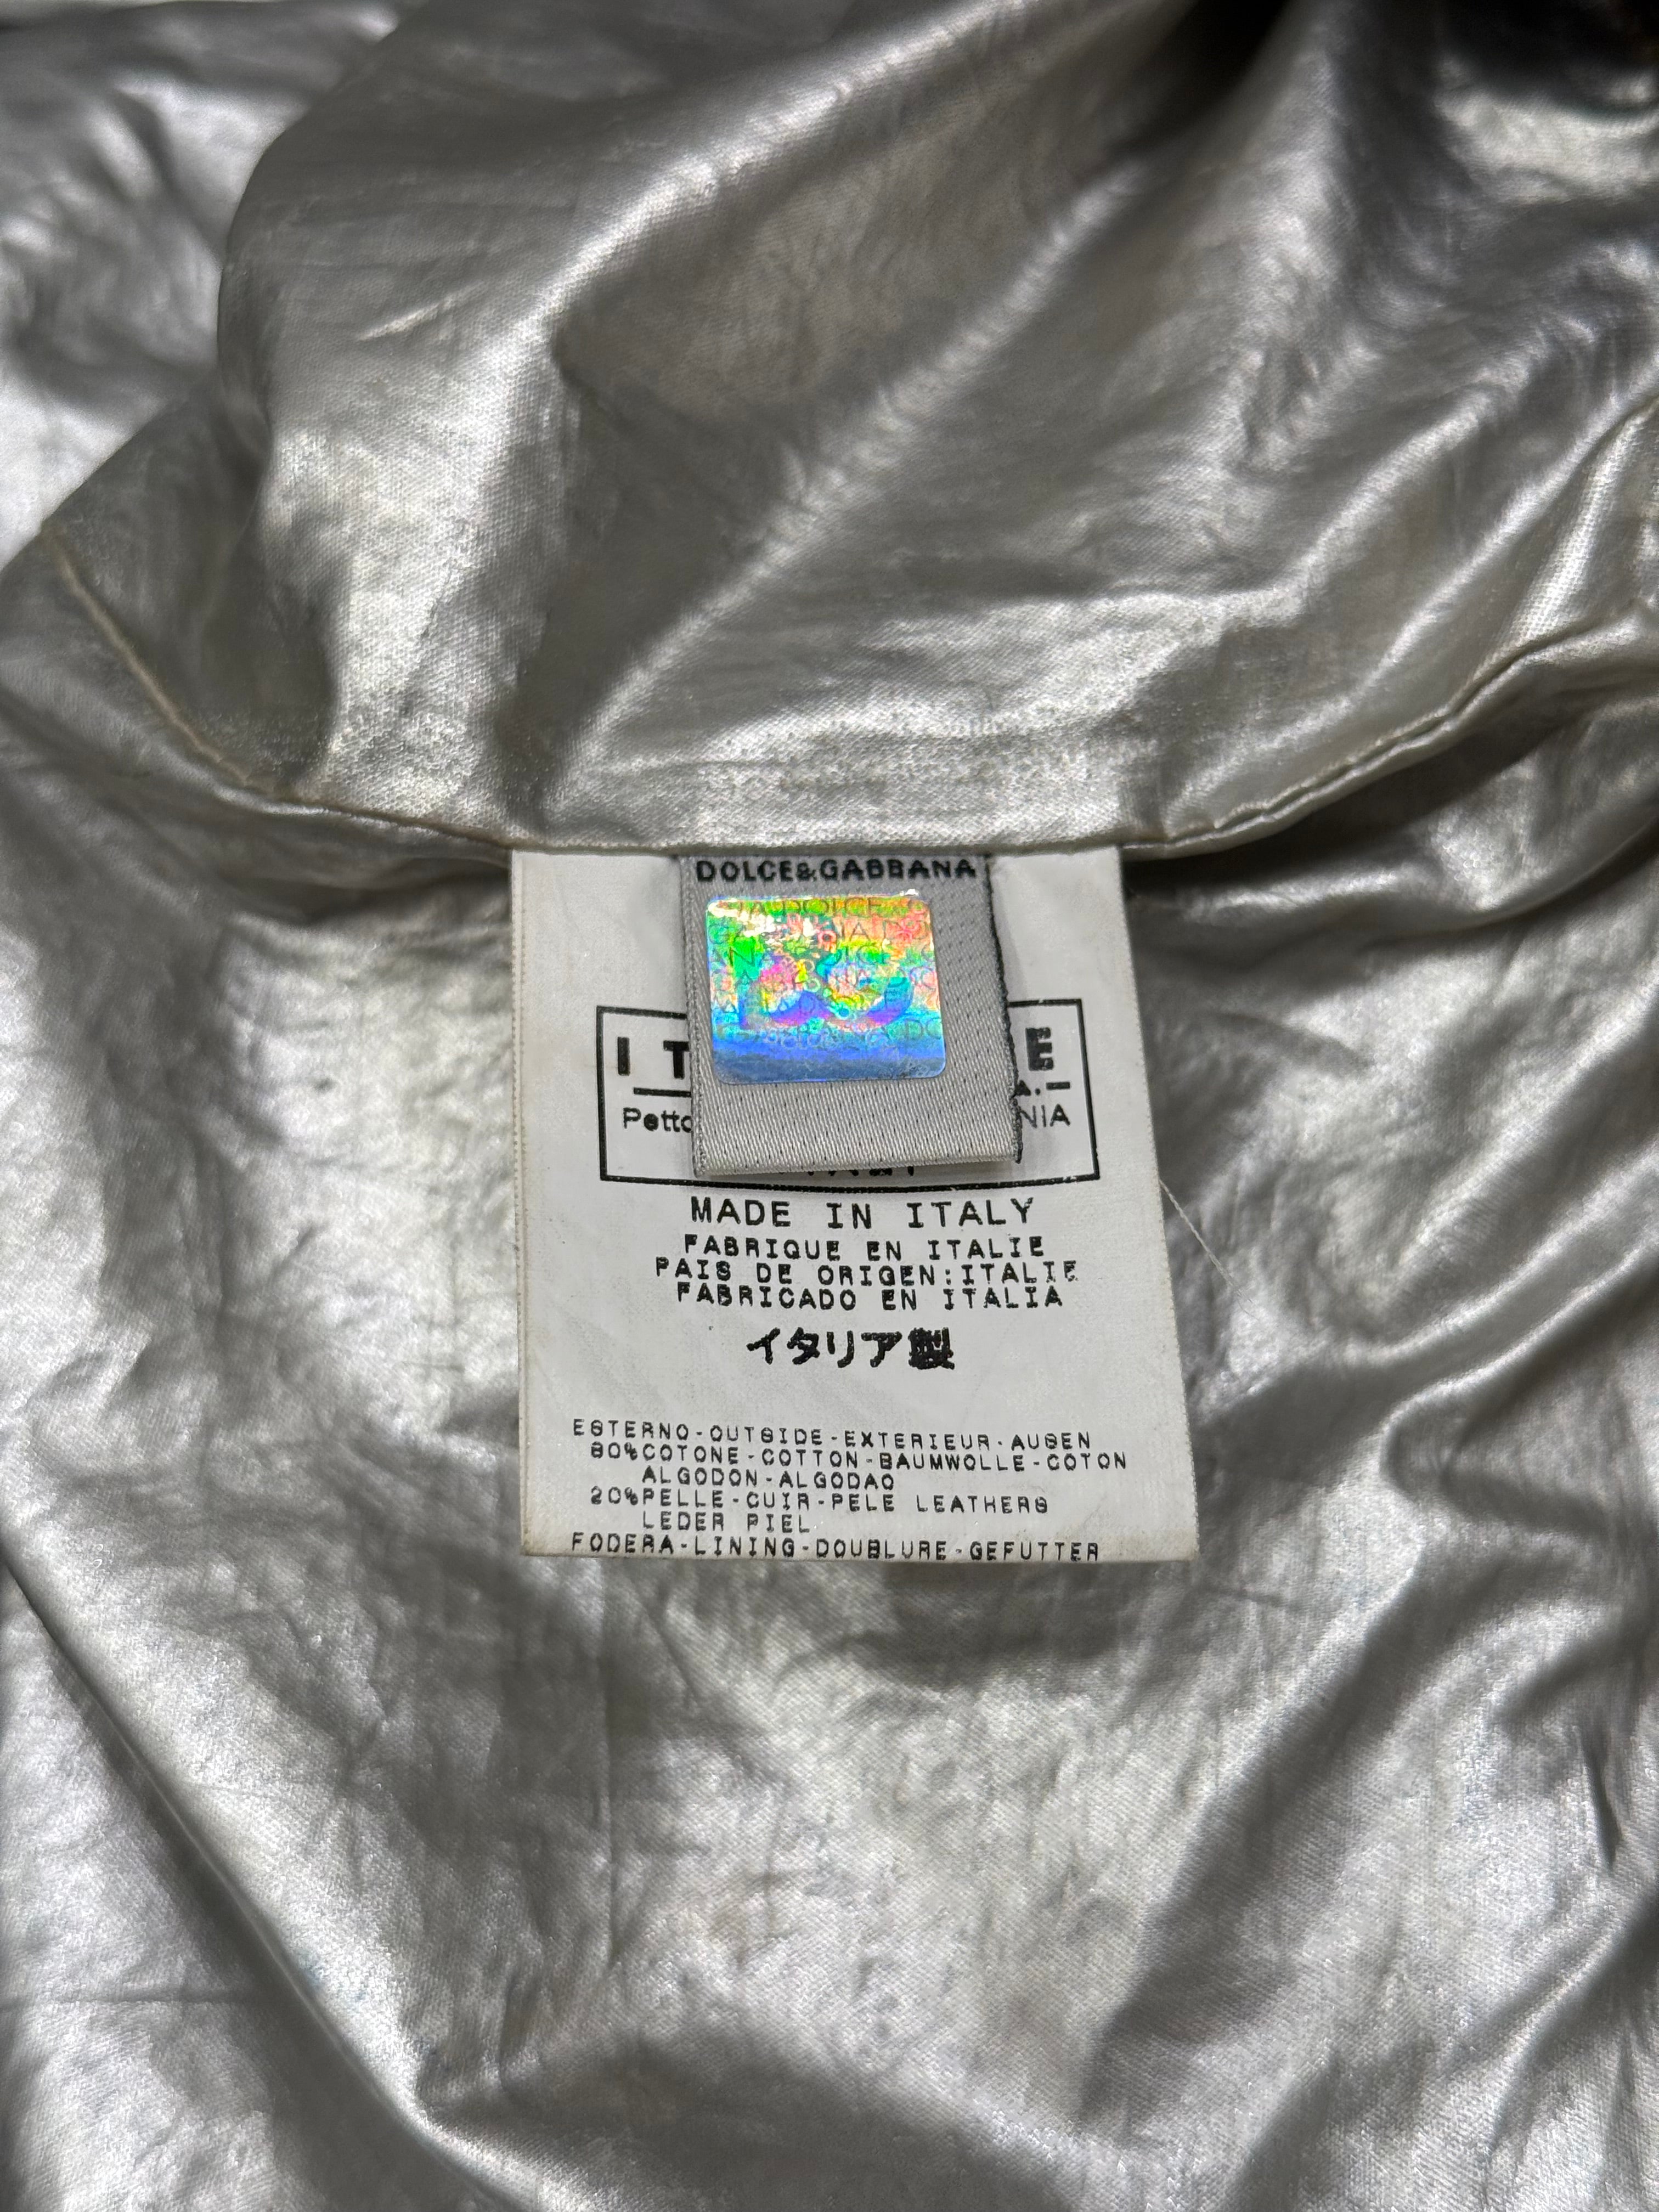 DOLCE&GABBANA
IT E
Petto NIA
MADE IN ITALY
FABRIQUE EN ITALIE
PAIS DE ORIGEN:ITALIE
FABRICADO EN ITALIA
イタリア製
ESTERNO-OUTSIDE-EXTERIEUR-AUSEN
80%COTONE-COTTON-BAUMWOLLE-COTON
ALGODON-ALGODAO
20%PELLE-CUIR-PELE LEATHERS
LEDER PIEL
FODERA-LINING-DOUBLURE-GEFUTTER